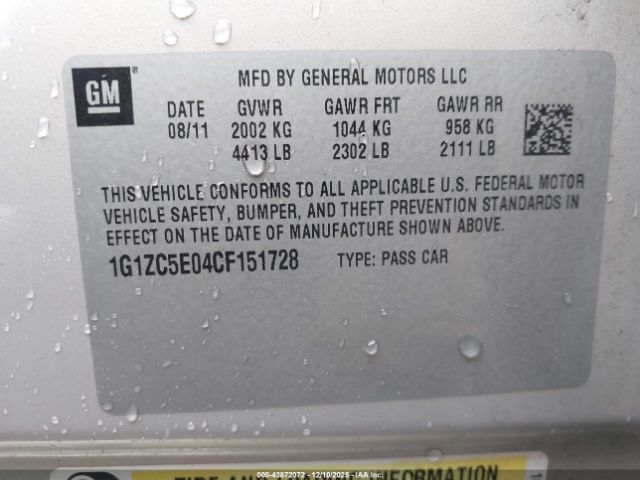 GM
MFD BY GENERAL MOTORS LLC
DATE GVWR GAWR FRT GAWR RR
08/11 2002 KG 1044 KG 958 KG
4413 LB 2302 LB 2111 LB
THIS VEHICLE CONFORMS TO ALL APPLICABLE U.S. FEDERAL MOTOR
VEHICLE SAFETY, BUMPER, AND THEFT PREVENTION STANDARDS IN
EFFECT ON THE DATE OF MANUFACTURE SHOWN ABOVE.
1G1ZC5E04CF151728 TYPE: PASS CAR
000-43872072 - 12/10/2025 - IAA Inc.